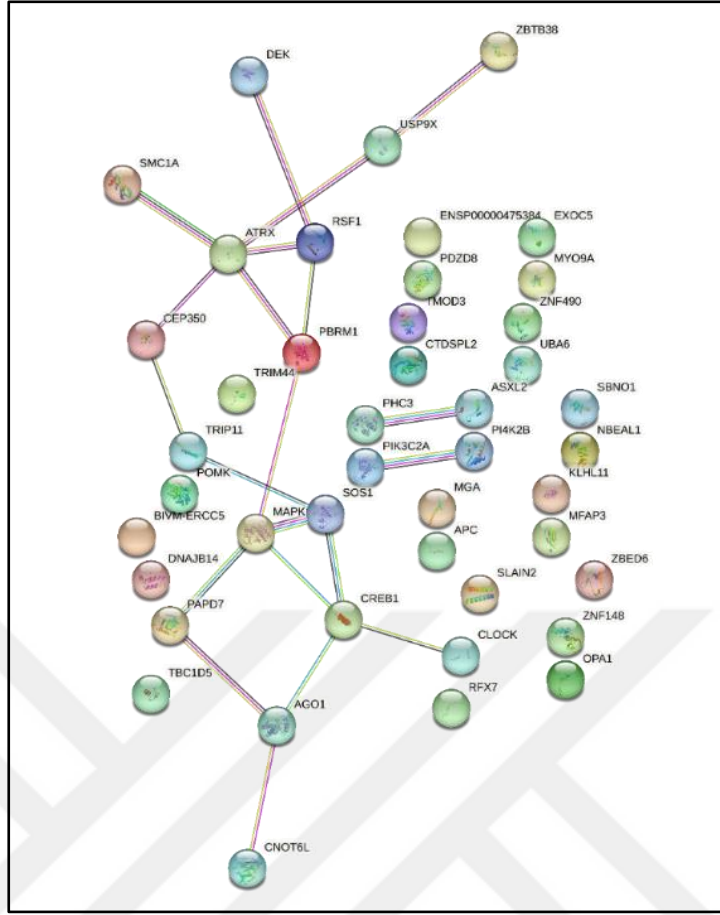 ZBTB38
DEK
USP9X
SMC1A
RSF1
ATRX
ENSP00000475384
EXOC5
PDZD8
MYO9A
TMOD3
ZNF490
CEP350
PBRM1
CTDSPL2
UBA6
TRIM44
PHC3
ASXL2
SBNO1
TRIP11
PIK3C2A
PI4K2B
NBEAL1
POMK
SOS1
MGA
KLHL11
BIVM-ERCC5
MAPK
APC
MFAP3
DNAJB14
SLAIN2
ZBED6
PAPD7
CREB1
CLOCK
ZNF148
TBC1D5
AGO1
RFX7
OPA1
CNOT6L